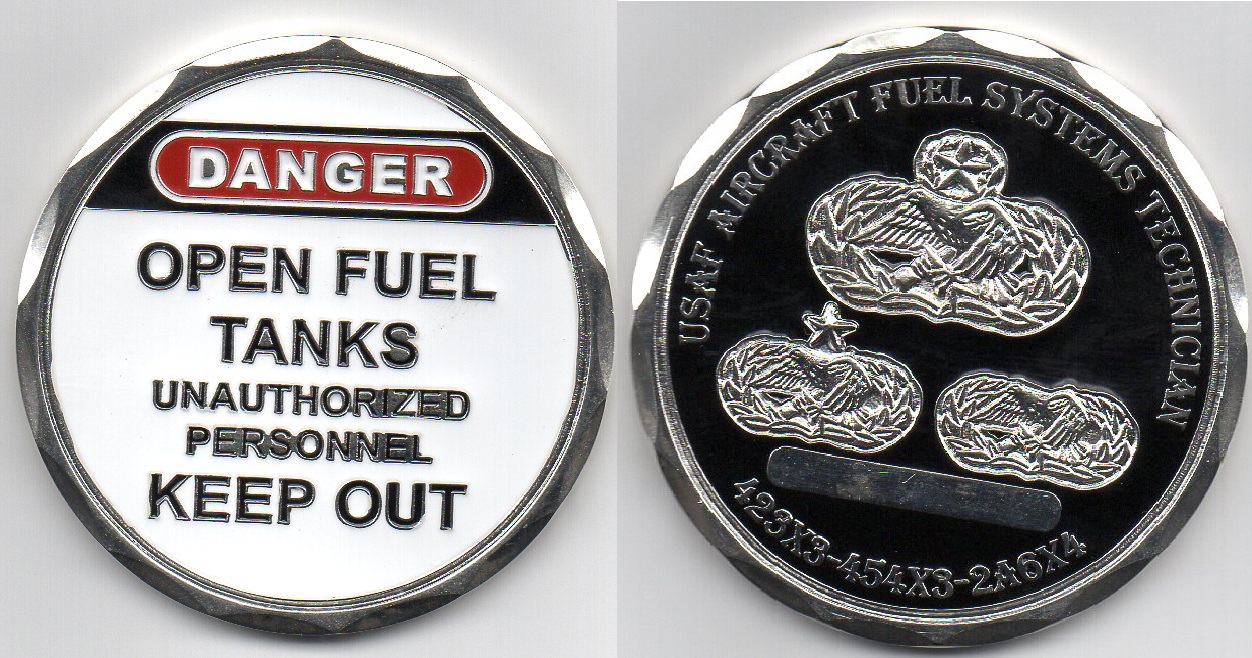 DANGER
OPEN FUEL
TANKS
UNAUTHORIZED
PERSONNEL
KEEP OUT
USAF AIRCRAFT FUEL SYSTEMS TECHNICIAN
423X3-454X3-2A6X4